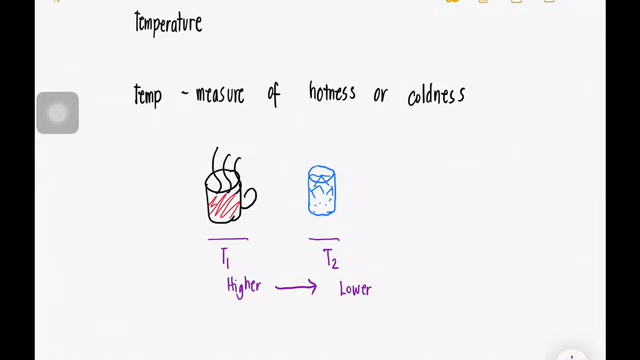 Temperature
Temp - measure of hotness or coldness
T1 T2
Higher → Lower